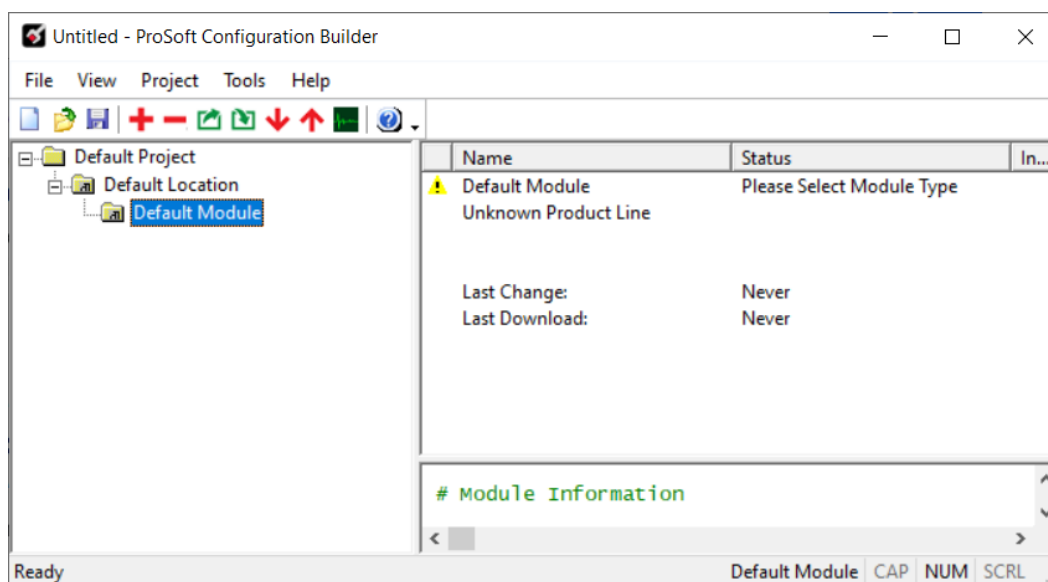 Untitled - ProSoft Configuration Builder
File View Project Tools Help
Default Project
Default Location
Default Module
Name Status In...
Default Module Please Select Module Type
Unknown Product Line
Last Change: Never
Last Download: Never
# Module Information
Ready Default Module CAP NUM SCRL